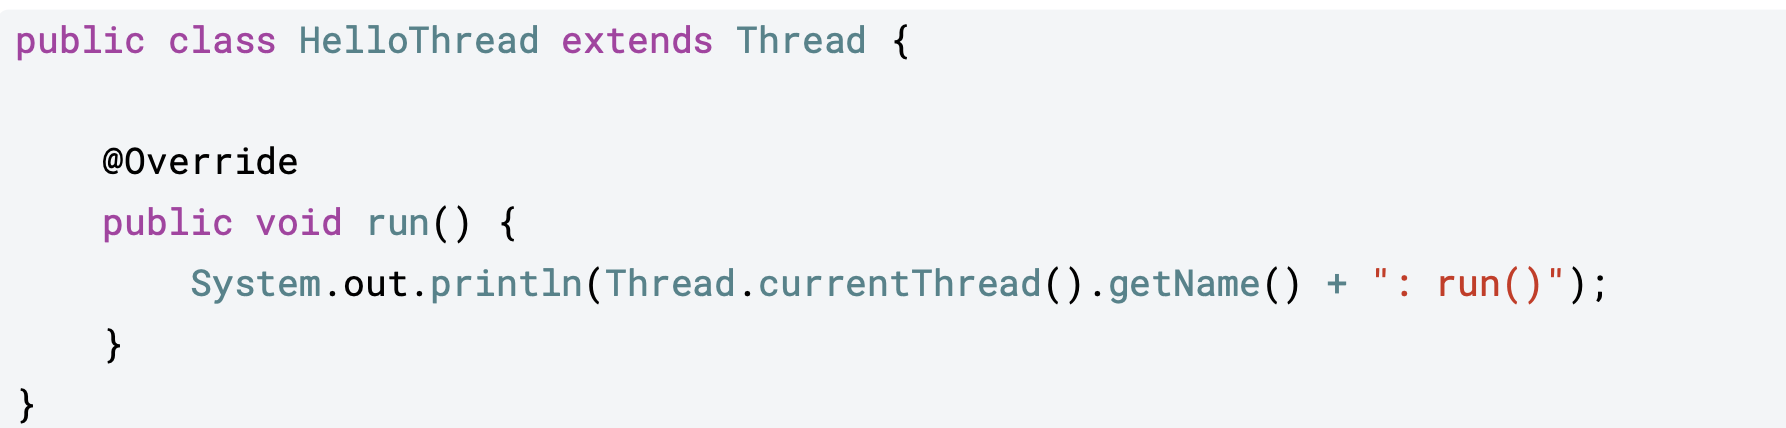 public class HelloThread extends Thread {
@Override
public void run() {
System.out.println(Thread.currentThread().getName() + ": run()");
}
}